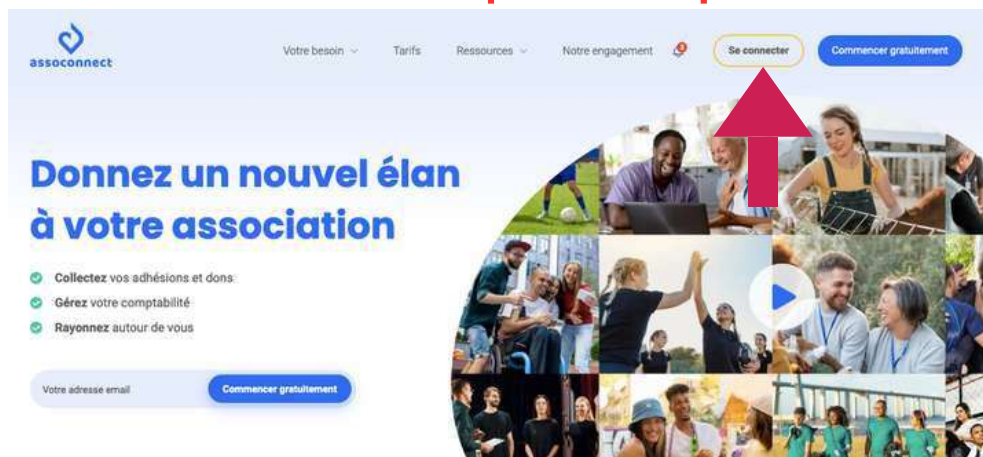 assoconnect
Votre besoin
Tarifs
Ressources
Notre engagement
3
Se connecter
Commencer gratuitement
Donnez un nouvel élan
à votre association
Collectez vos adhésions et dons
Gérez votre comptabilité
Rayonnez autour de vous
Votre adresse email
Commencer gratuitement